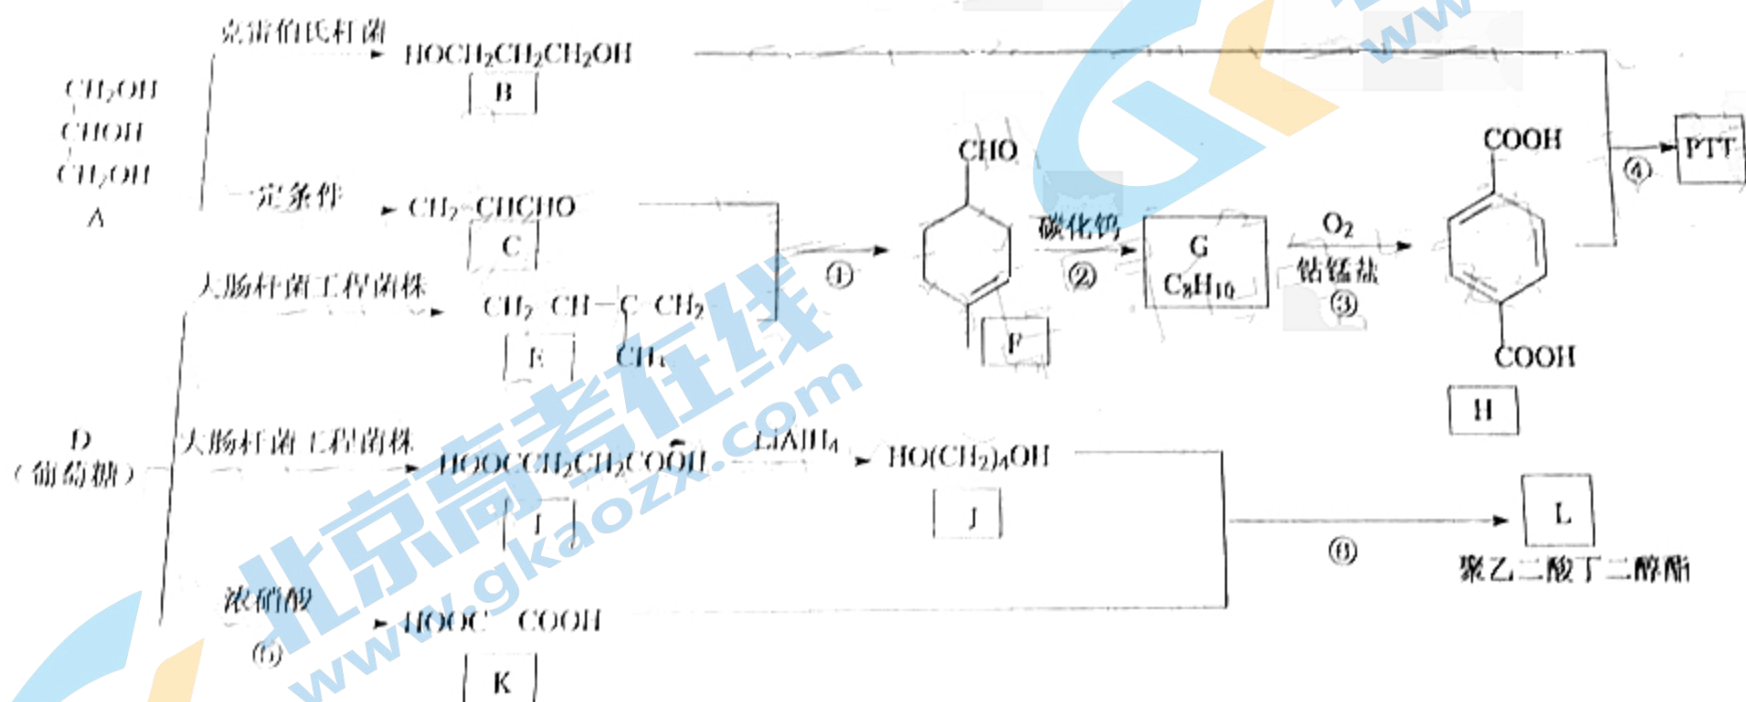 克雷伯氏杆菌
HOCH₂CH₂CH₂OH
B
CH₂OH
CHOH
CH₂OH
A
一定条件
CH₂ CHCHO
C
大肠杆菌工程菌株
CH₂ CH—C CH₂
CH₃
E
①
CHO
F
碳化钨
②
G
C₈H₁₀
O₂
钴锰盐
③
COOH
COOH
H
④
PTT
D
(葡萄糖)
大肠杆菌工程菌株
HOOCCH₂CH₂COOH
I
LiAlH₄
HO(CH₂)₄OH
J
浓硝酸
⑤
HOOC COOH
K
⑥
L
聚乙二酸丁二醇酯
北京高考在线
www.gkaozx.com